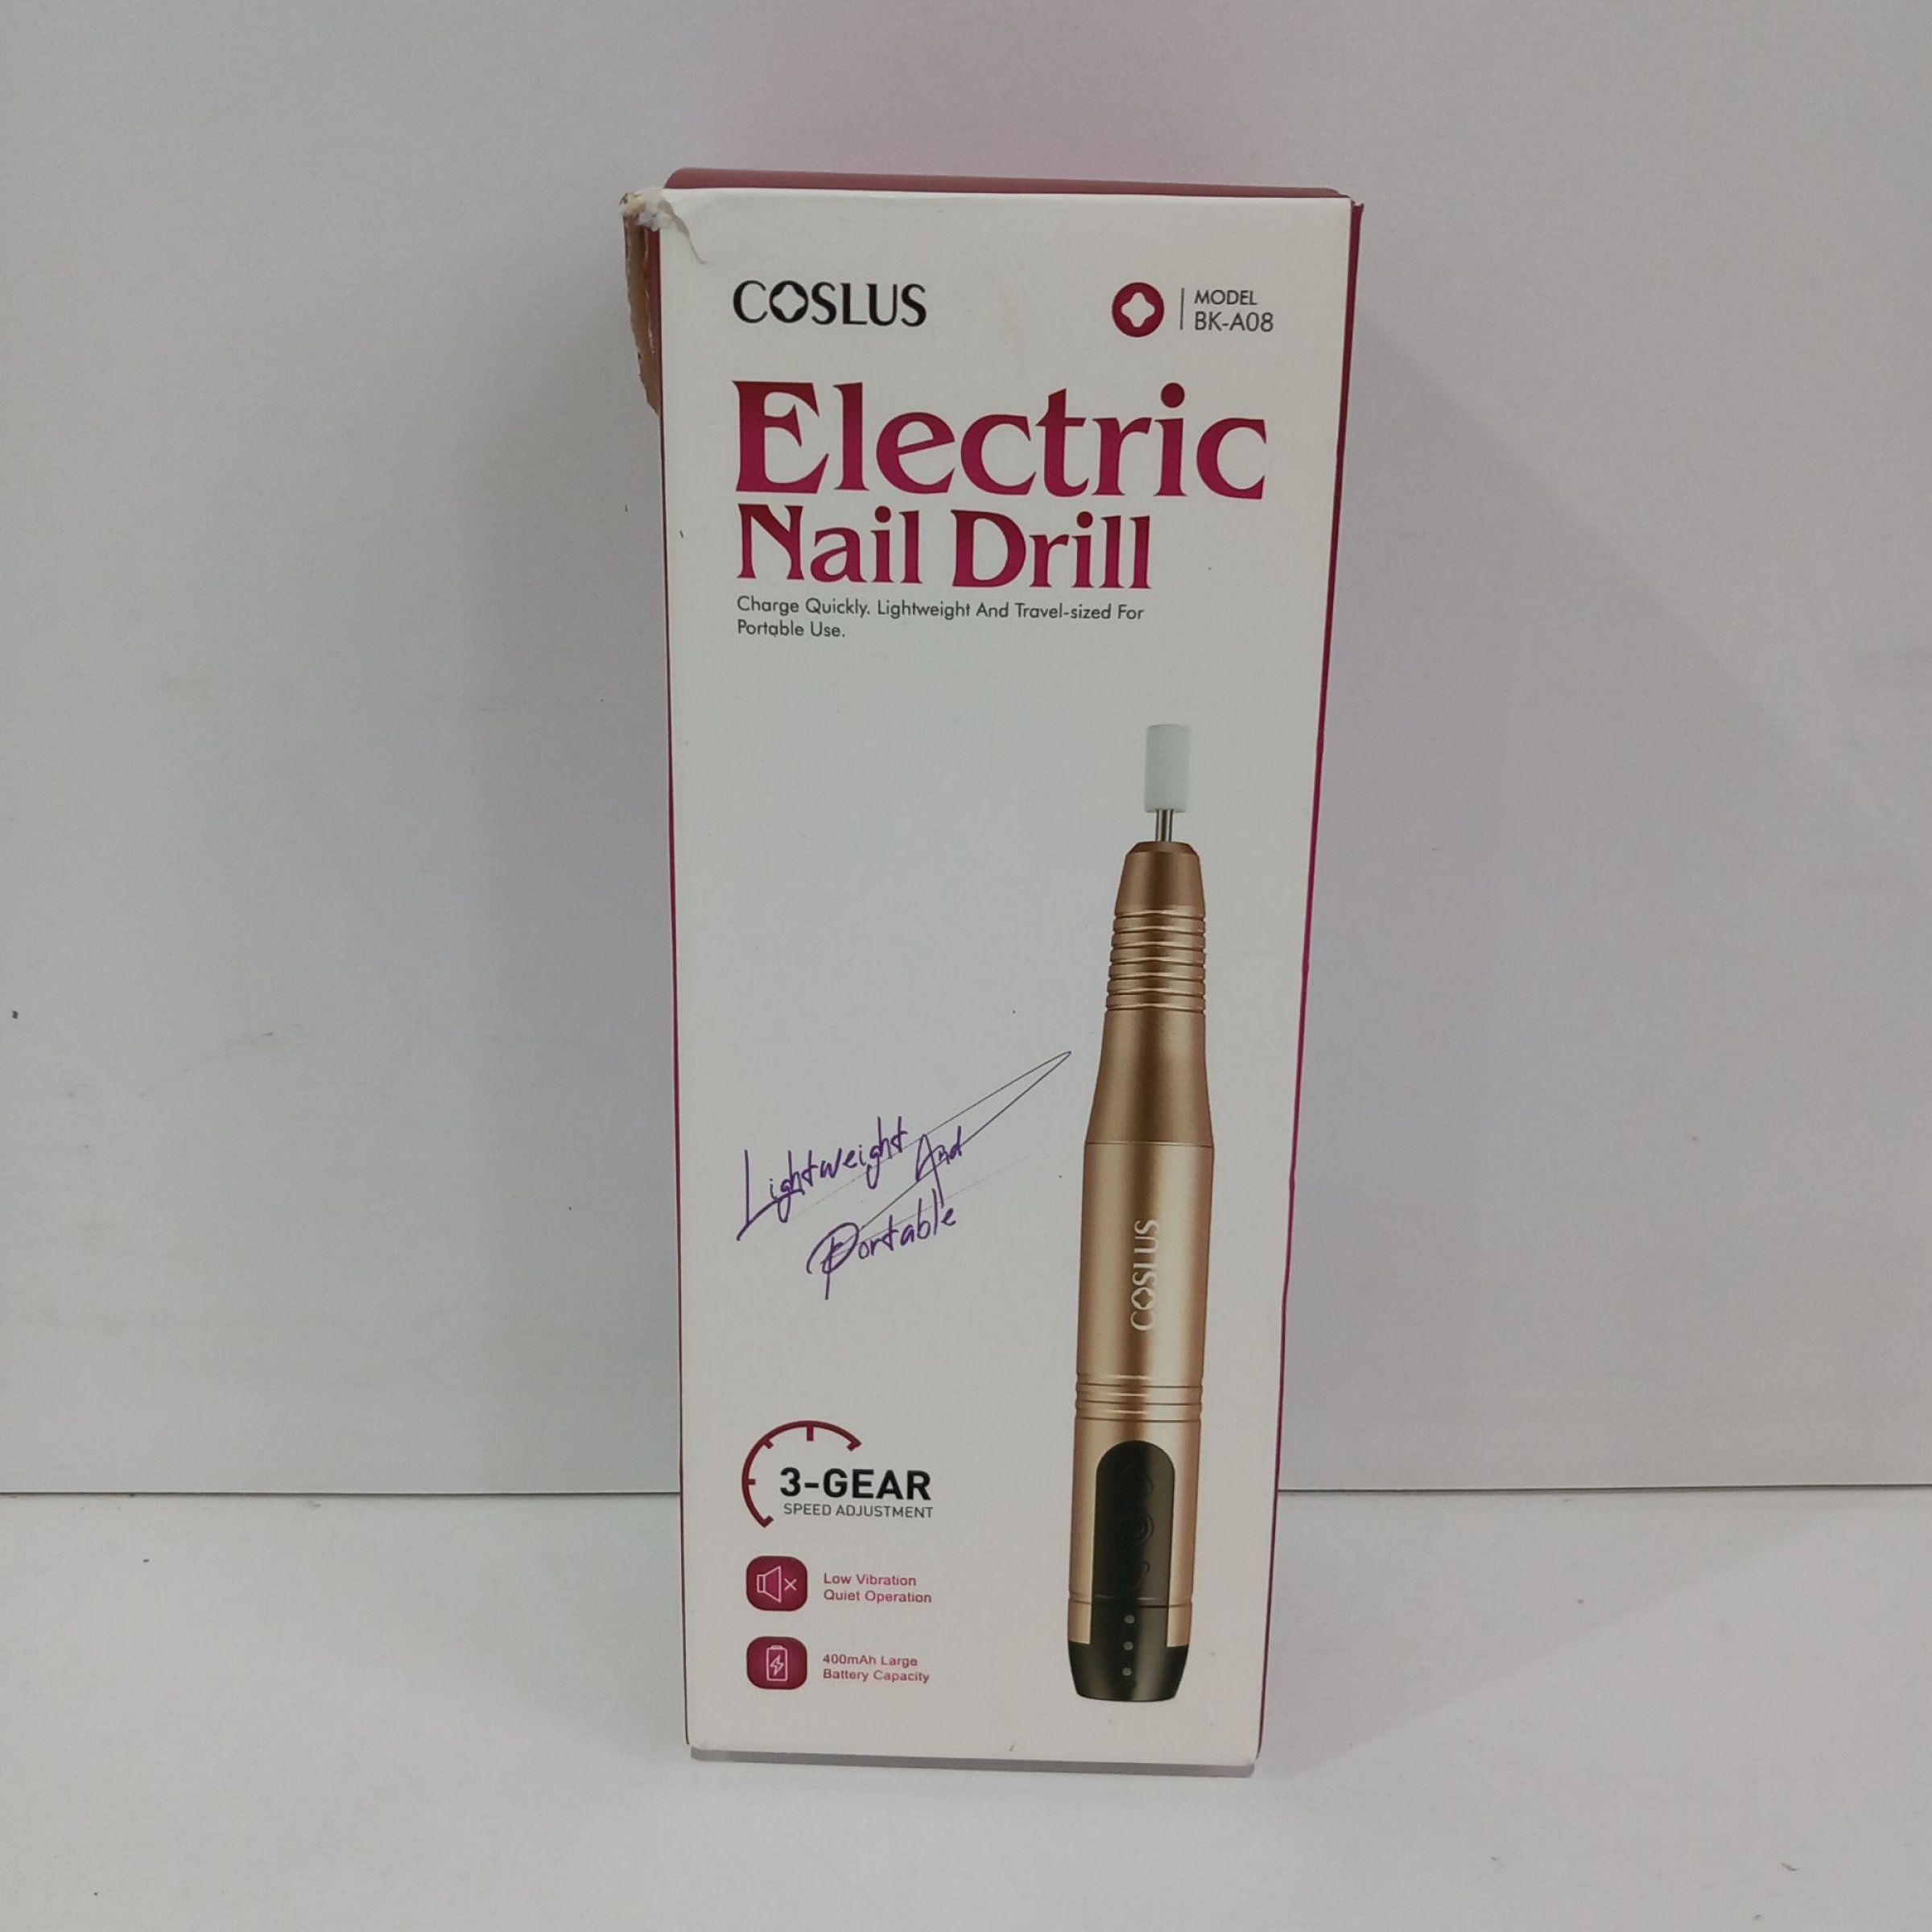 COSLUS
MODEL
BK-A08
Electric
Nail Drill
Charge Quickly. Lightweight And Travel-sized For
Portable Use.
Lightweight And
Portable
COSLUS
3-GEAR
SPEED ADJUSTMENT
Low Vibration
Quiet Operation
400mAh Large
Battery Capacity